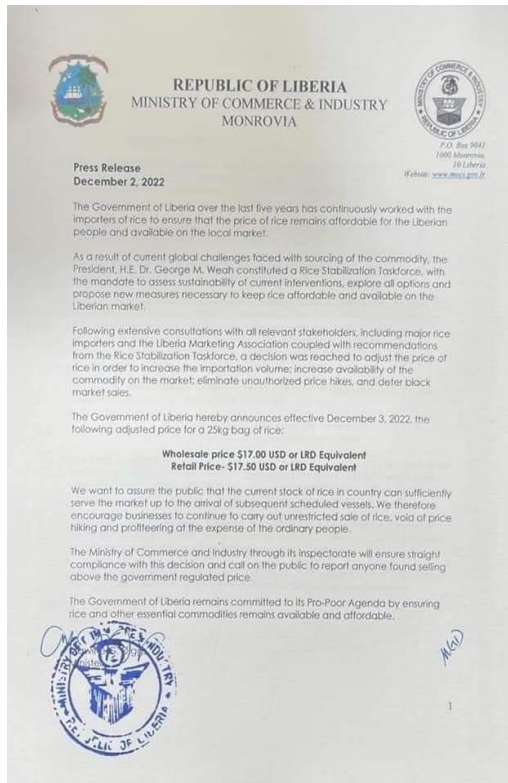 REPUBLIC OF LIBERIA
MINISTRY OF COMMERCE & INDUSTRY
MONROVIA
MINISTRY OF COMMERCE & INDUSTRY
REPUBLIC OF LIBERIA
P.O. Box 9041
1000 Monrovia,
10 Liberia
Website: www.moci.gov.lr
Press Release
December 2, 2022
The Government of Liberia over the last five years has continuously worked with the
importers of rice to ensure that the price of rice remains affordable for the Liberian
people and available on the local market.
As a result of current global challenges faced with sourcing of the commodity, the
President, H.E. Dr. George M. Weah constituted a Rice Stabilization Taskforce, with
the mandate to assess sustainability of current interventions, explore all options and
propose new measures necessary to keep rice affordable and available on the
Liberian market.
Following extensive consultations with all relevant stakeholders, including major rice
importers and the Liberia Marketing Association coupled with recommendations
from the Rice Stabilization Taskforce, a decision was reached to adjust the price of
rice in order to increase the importation volume; increase availability of the
commodity on the market; eliminate unauthorized price hikes, and deter black
market sales.
The Government of Liberia hereby announces effective December 3, 2022, the
following adjusted price for a 25kg bag of rice:
Wholesale price $17.00 USD or LRD Equivalent
Retail Price- $17.50 USD or LRD Equivalent
We want to assure the public that the current stock of rice in country can sufficiently
serve the market up to the arrival of subsequent scheduled vessels. We therefore
encourage businesses to continue to carry out unrestricted sale of rice, void of price
hiking and profiteering at the expense of the ordinary people.
The Ministry of Commerce and Industry through its inspectorate will ensure straight
compliance with this decision and call on the public to report anyone found selling
above the government regulated price.
The Government of Liberia remains committed to its Pro-Poor Agenda by ensuring
rice and other essential commodities remains available and affordable.
1